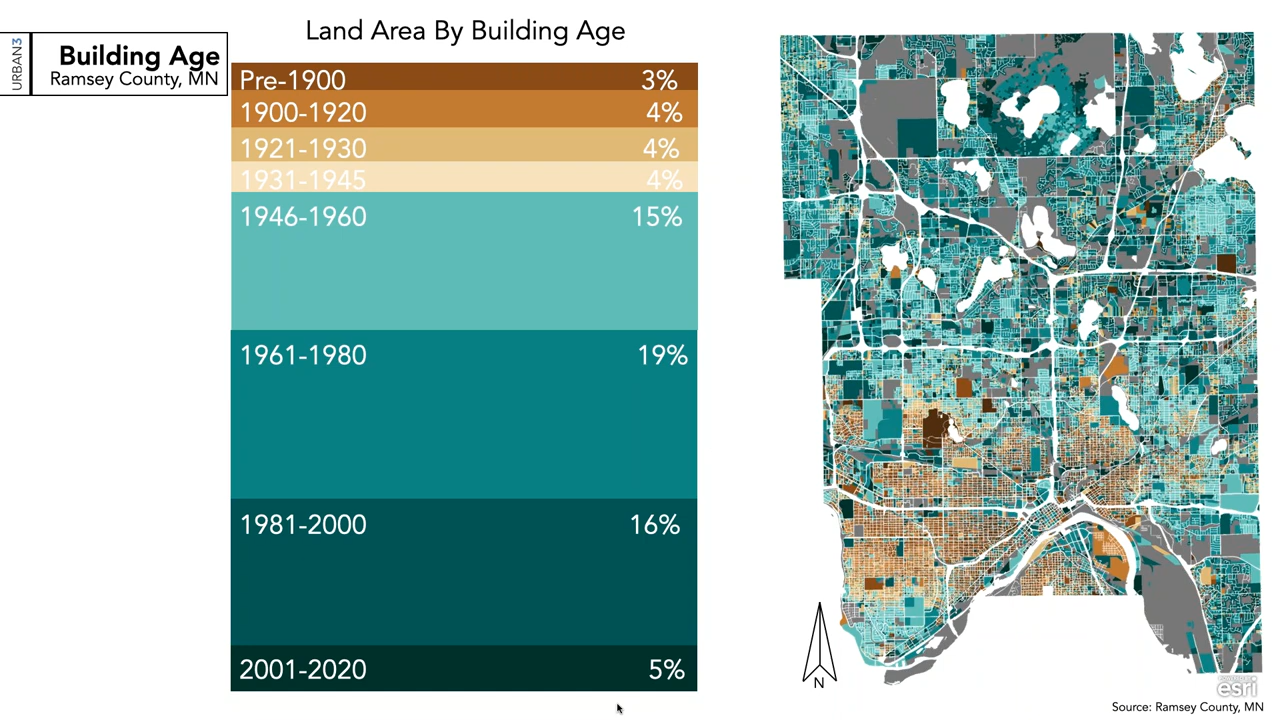 URBAN3
Building Age
Ramsey County, MN
Land Area By Building Age
Pre-1900 3%
1900-1920 4%
1921-1930 4%
1931-1945 4%
1946-1960 15%
1961-1980 19%
1981-2000 16%
2001-2020 5%
N
esri
Source: Ramsey County, MN